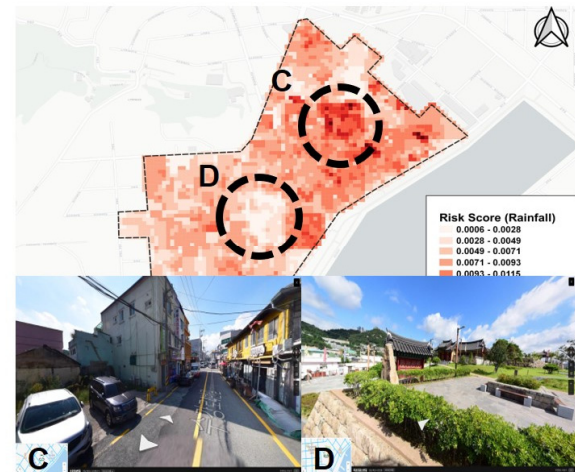 C
D
Risk Score (Rainfall)
0.0006 - 0.0028
0.0028 - 0.0049
0.0049 - 0.0071
0.0071 - 0.0093
0.0093 - 0.0115
C
D